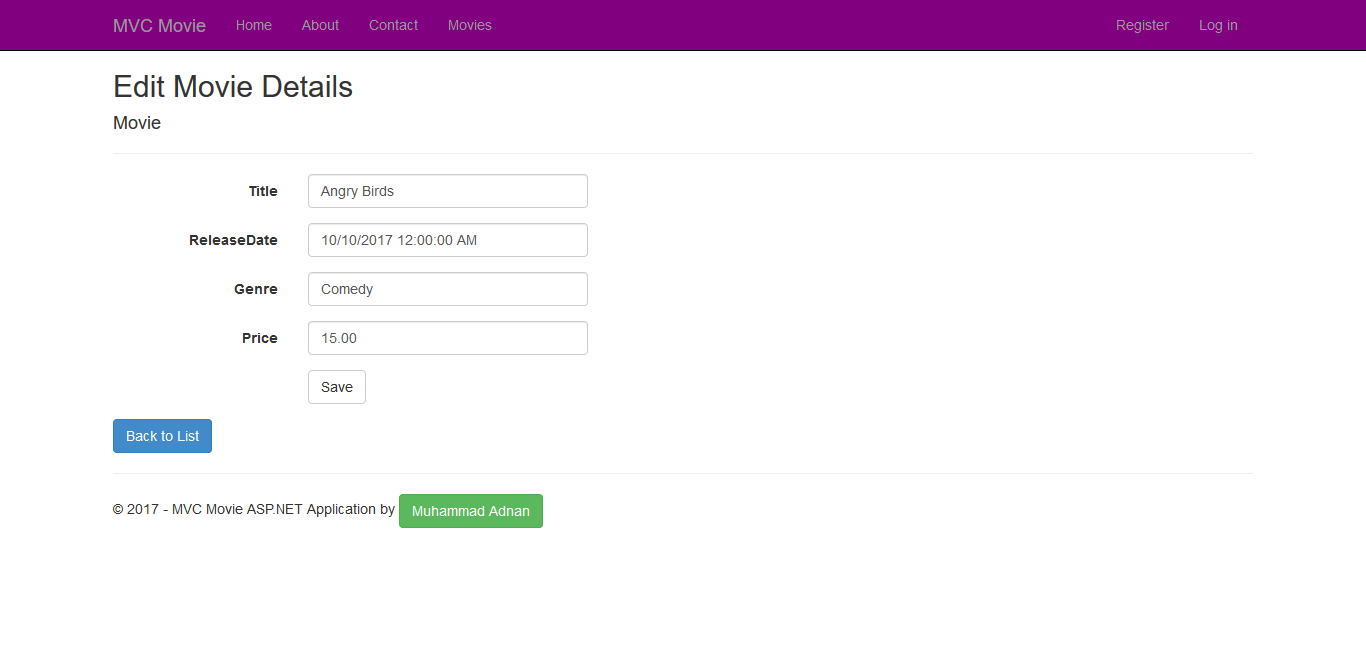 MVC Movie Home About Contact Movies Register Log in
Edit Movie Details
Movie
Title Angry Birds
ReleaseDate 10/10/2017 12:00:00 AM
Genre Comedy
Price 15.00
Save
Back to List
© 2017 - MVC Movie ASP.NET Application by Muhammad Adnan